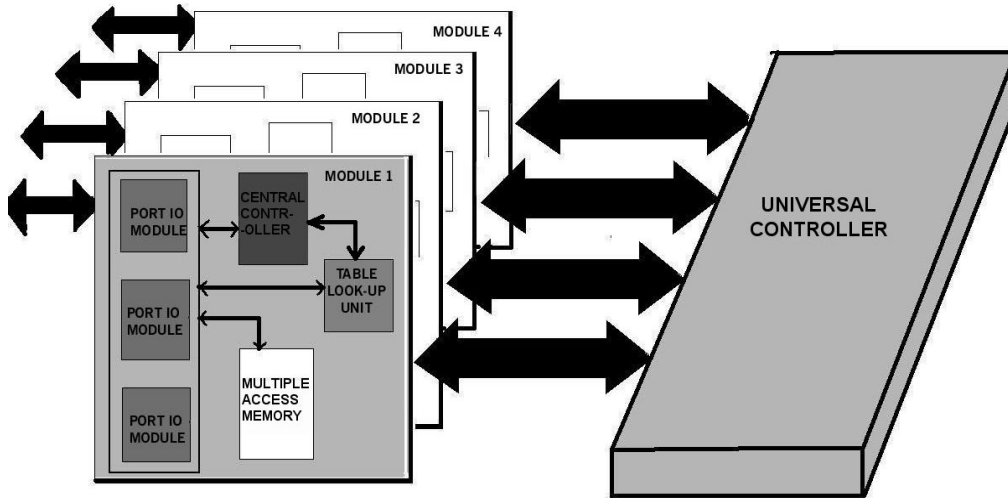 MODULE 4
MODULE 3
MODULE 2
MODULE 1
PORT IO
MODULE
CENTRAL
CONTR-
-OLLER
TABLE
LOOK-UP
UNIT
PORT IO
MODULE
MULTIPLE
ACCESS
MEMORY
PORT IO
MODULE
UNIVERSAL
CONTROLLER